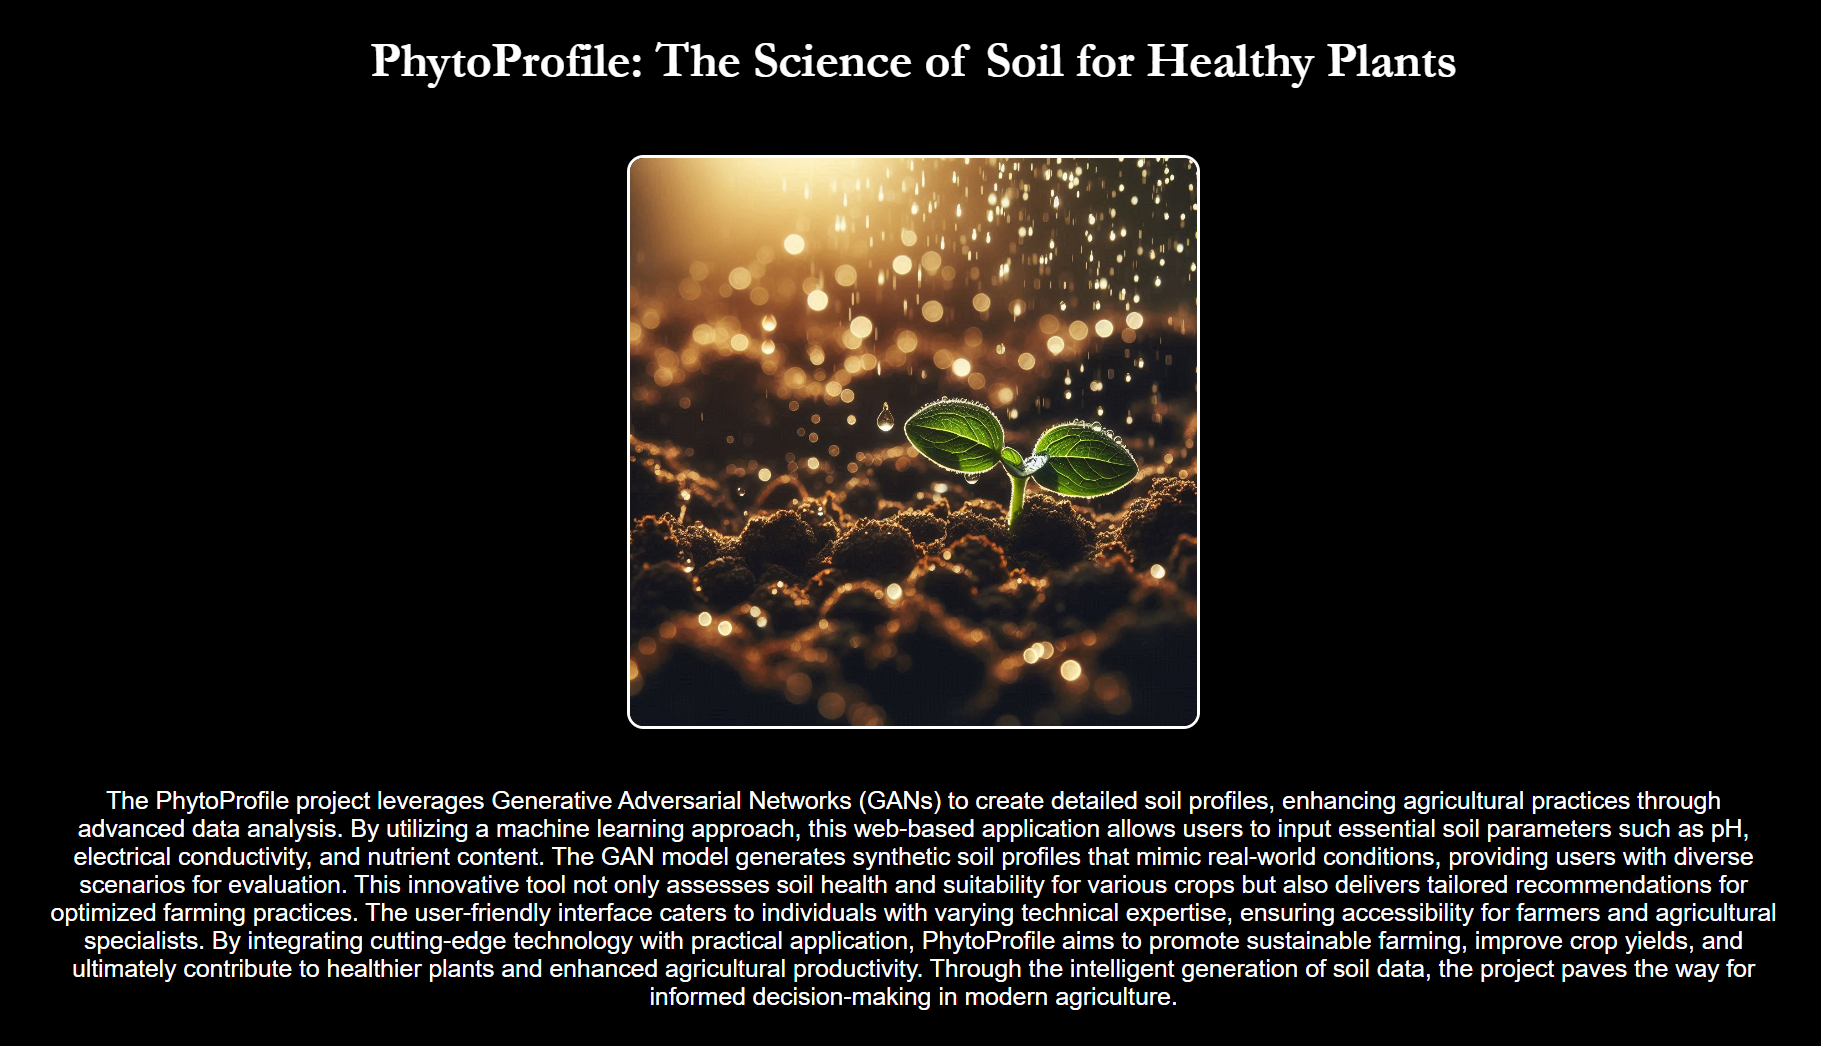 PhytoProfile: The Science of Soil for Healthy Plants
The PhytoProfile project leverages Generative Adversarial Networks (GANs) to create detailed soil profiles, enhancing agricultural practices through
advanced data analysis. By utilizing a machine learning approach, this web-based application allows users to input essential soil parameters such as pH,
electrical conductivity, and nutrient content. The GAN model generates synthetic soil profiles that mimic real-world conditions, providing users with diverse
scenarios for evaluation. This innovative tool not only assesses soil health and suitability for various crops but also delivers tailored recommendations for
optimized farming practices. The user-friendly interface caters to individuals with varying technical expertise, ensuring accessibility for farmers and agricultural
specialists. By integrating cutting-edge technology with practical application, PhytoProfile aims to promote sustainable farming, improve crop yields, and
ultimately contribute to healthier plants and enhanced agricultural productivity. Through the intelligent generation of soil data, the project paves the way for
informed decision-making in modern agriculture.